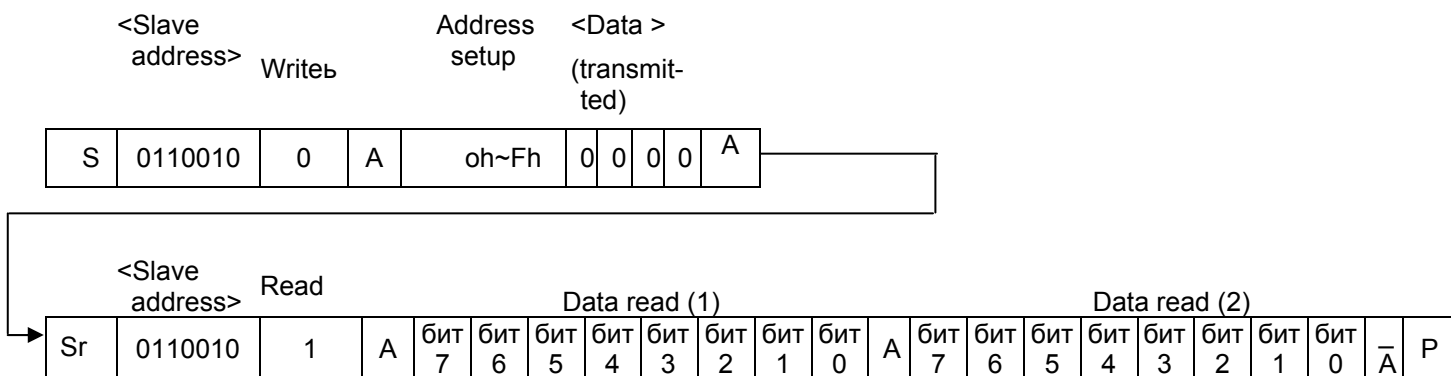 <Slave address> Writeь Address setup <Data > (transmit-ted)
S 0110010 0 A oh~Fh 0 0 0 0 A
<Slave address> Read Data read (1) Data read (2)
Sr 0110010 1 A бит 7 бит 6 бит 5 бит 4 бит 3 бит 2 бит 1 бит 0 A бит 7 бит 6 бит 5 бит 4 бит 3 бит 2 бит 1 бит 0 A̅ P